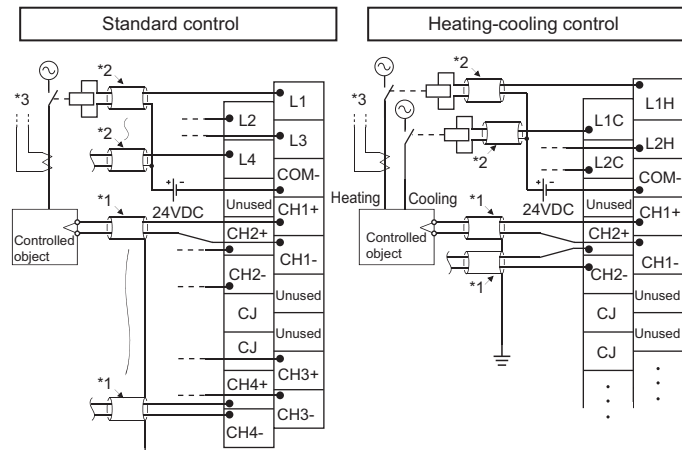 Standard control
*3
*2
*2
L1
L2
L3
L4
COM-
24VDC
Unused
*1
CH1+
Controlled
object
CH2+
CH1-
CH2-
Unused
CJ
Unused
CJ
*1
CH3+
CH4+
CH3-
CH4-
Heating-cooling control
*3
*2
*2
L1H
L1C
L2H
L2C
COM-
Heating
Cooling
24VDC
Unused
*1
CH1+
Controlled
object
CH2+
CH1-
*1
CH2-
Unused
CJ
Unused
CJ